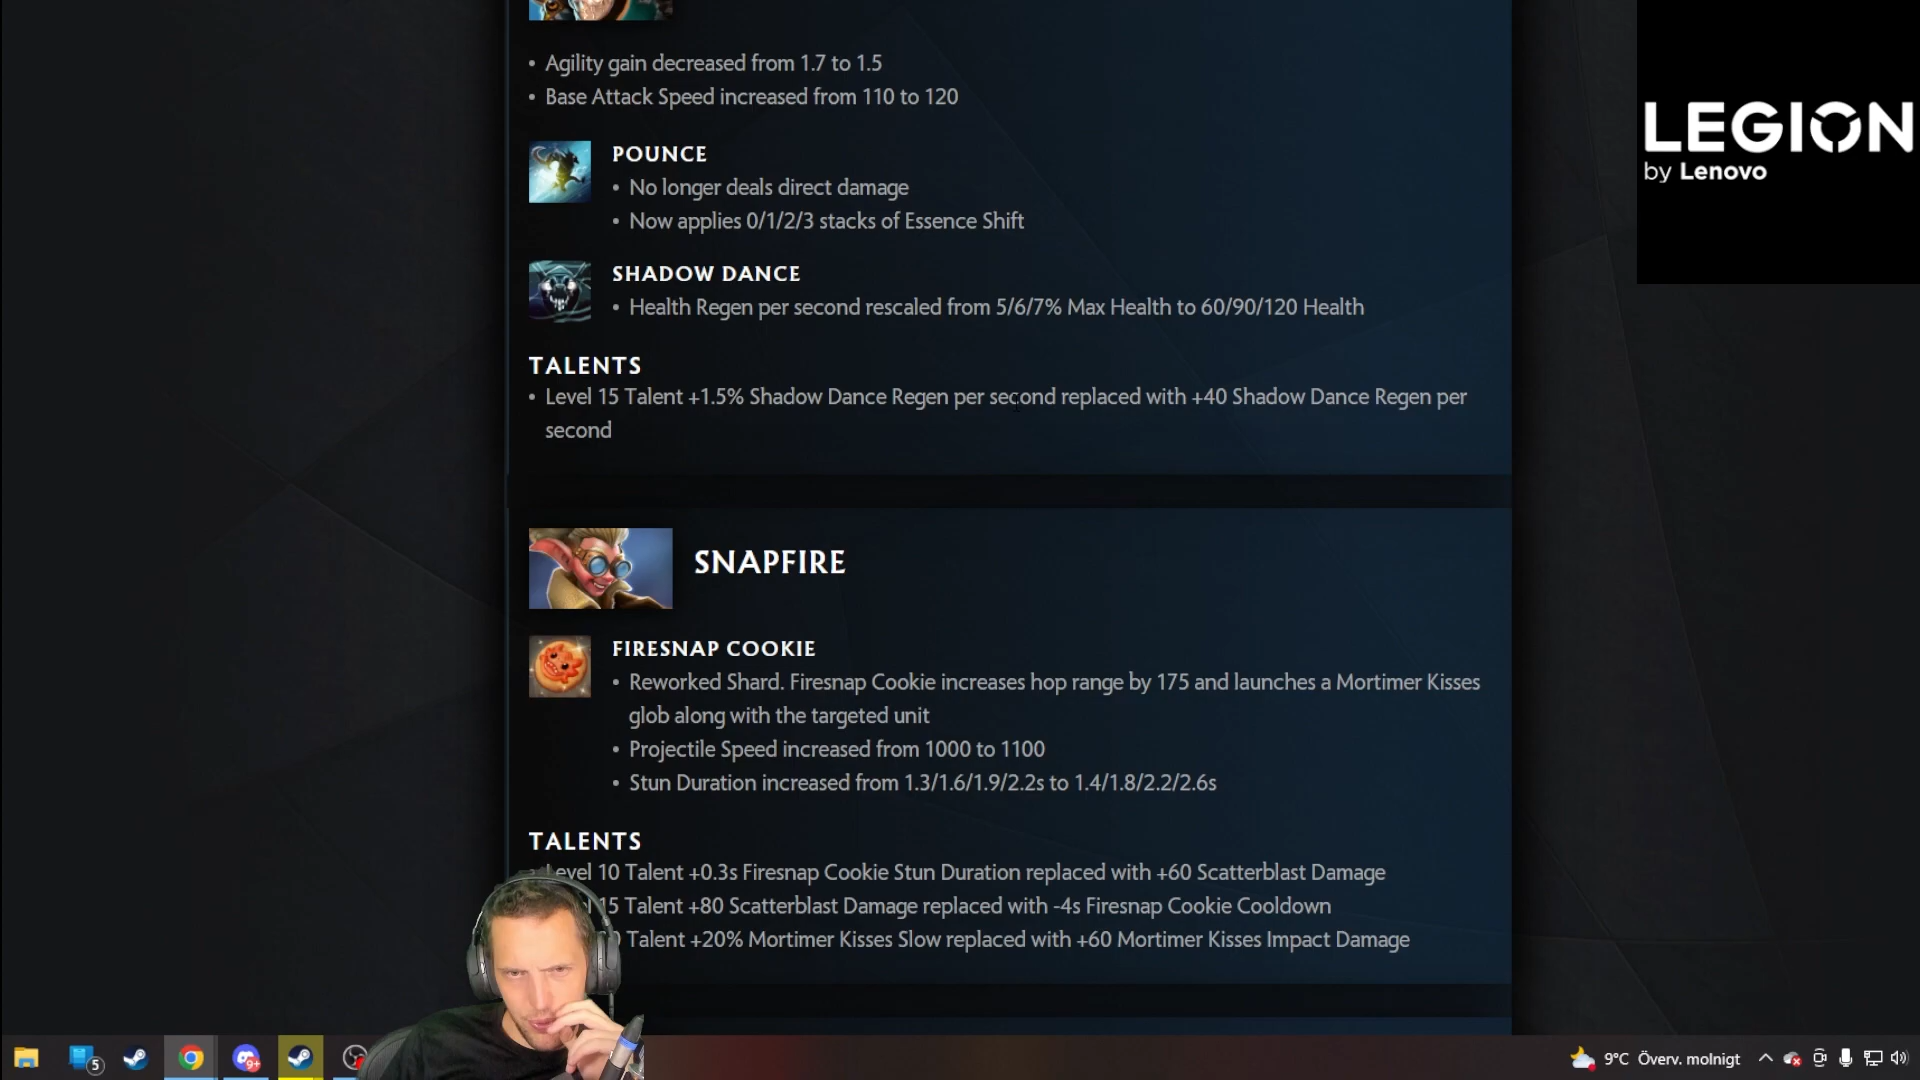 Agility gain decreased from 1.7 to 1.5
Base Attack Speed increased from 110 to 120
POUNCE
No longer deals direct damage
Now applies 0/1/2/3 stacks of Essence Shift
SHADOW DANCE
Health Regen per second rescaled from 5/6/7% Max Health to 60/90/120 Health
TALENTS
Level 15 Talent +1.5% Shadow Dance Regen per second replaced with +40 Shadow Dance Regen per
second
SNAPFIRE
FIRESNAP COOKIE
Reworked Shard. Firesnap Cookie increases hop range by 175 and launches a Mortimer Kisses
glob along with the targeted unit
Projectile Speed increased from 1000 to 1100
Stun Duration increased from 1.3/1.6/1.9/2.2s to 1.4/1.8/2.2/2.6s
TALENTS
Level 10 Talent +0.3s Firesnap Cookie Stun Duration replaced with +60 Scatterblast Damage
15 Talent +80 Scatterblast Damage replaced with -4s Firesnap Cookie Cooldown
Talent +20% Mortimer Kisses Slow replaced with +60 Mortimer Kisses Impact Damage
LEGION
by Lenovo
5
9+
9°C Överv. molnigt